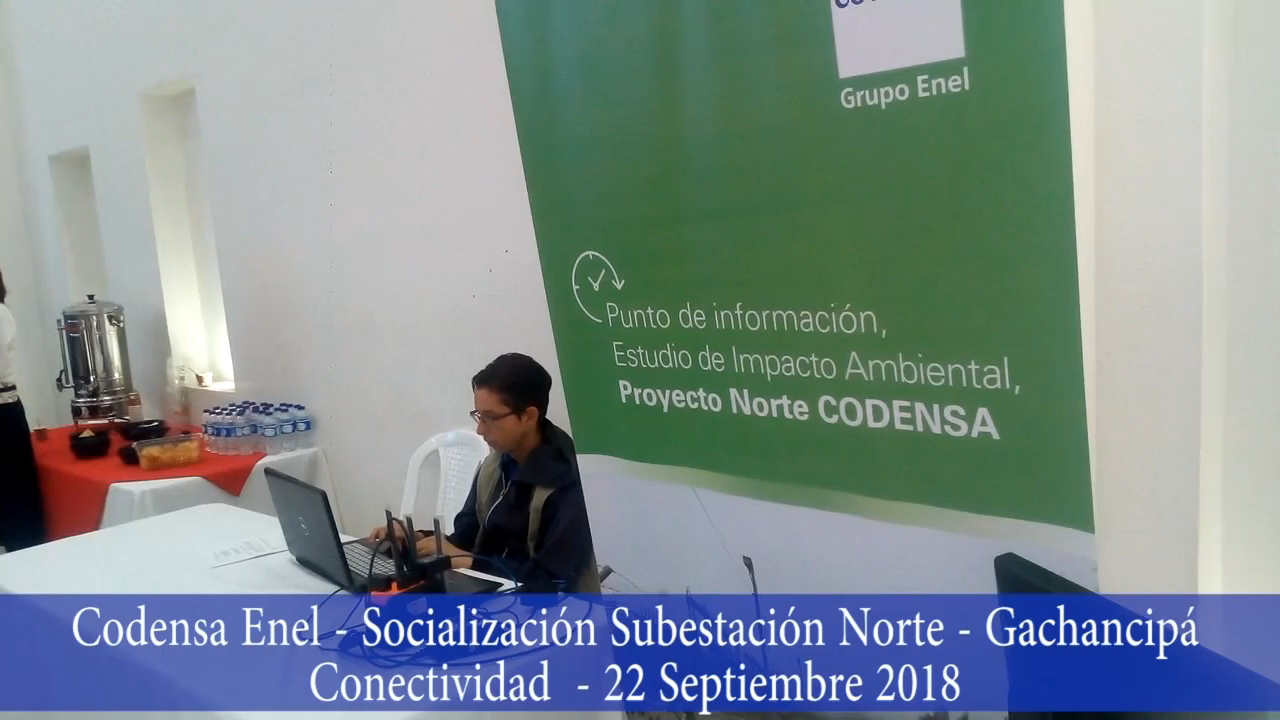 Grupo Enel
Punto de información,
Estudio de Impacto Ambiental,
Proyecto Norte CODENSA
Codensa Enel - Socialización Subestación Norte - Gachancipá
Conectividad - 22 Septiembre 2018